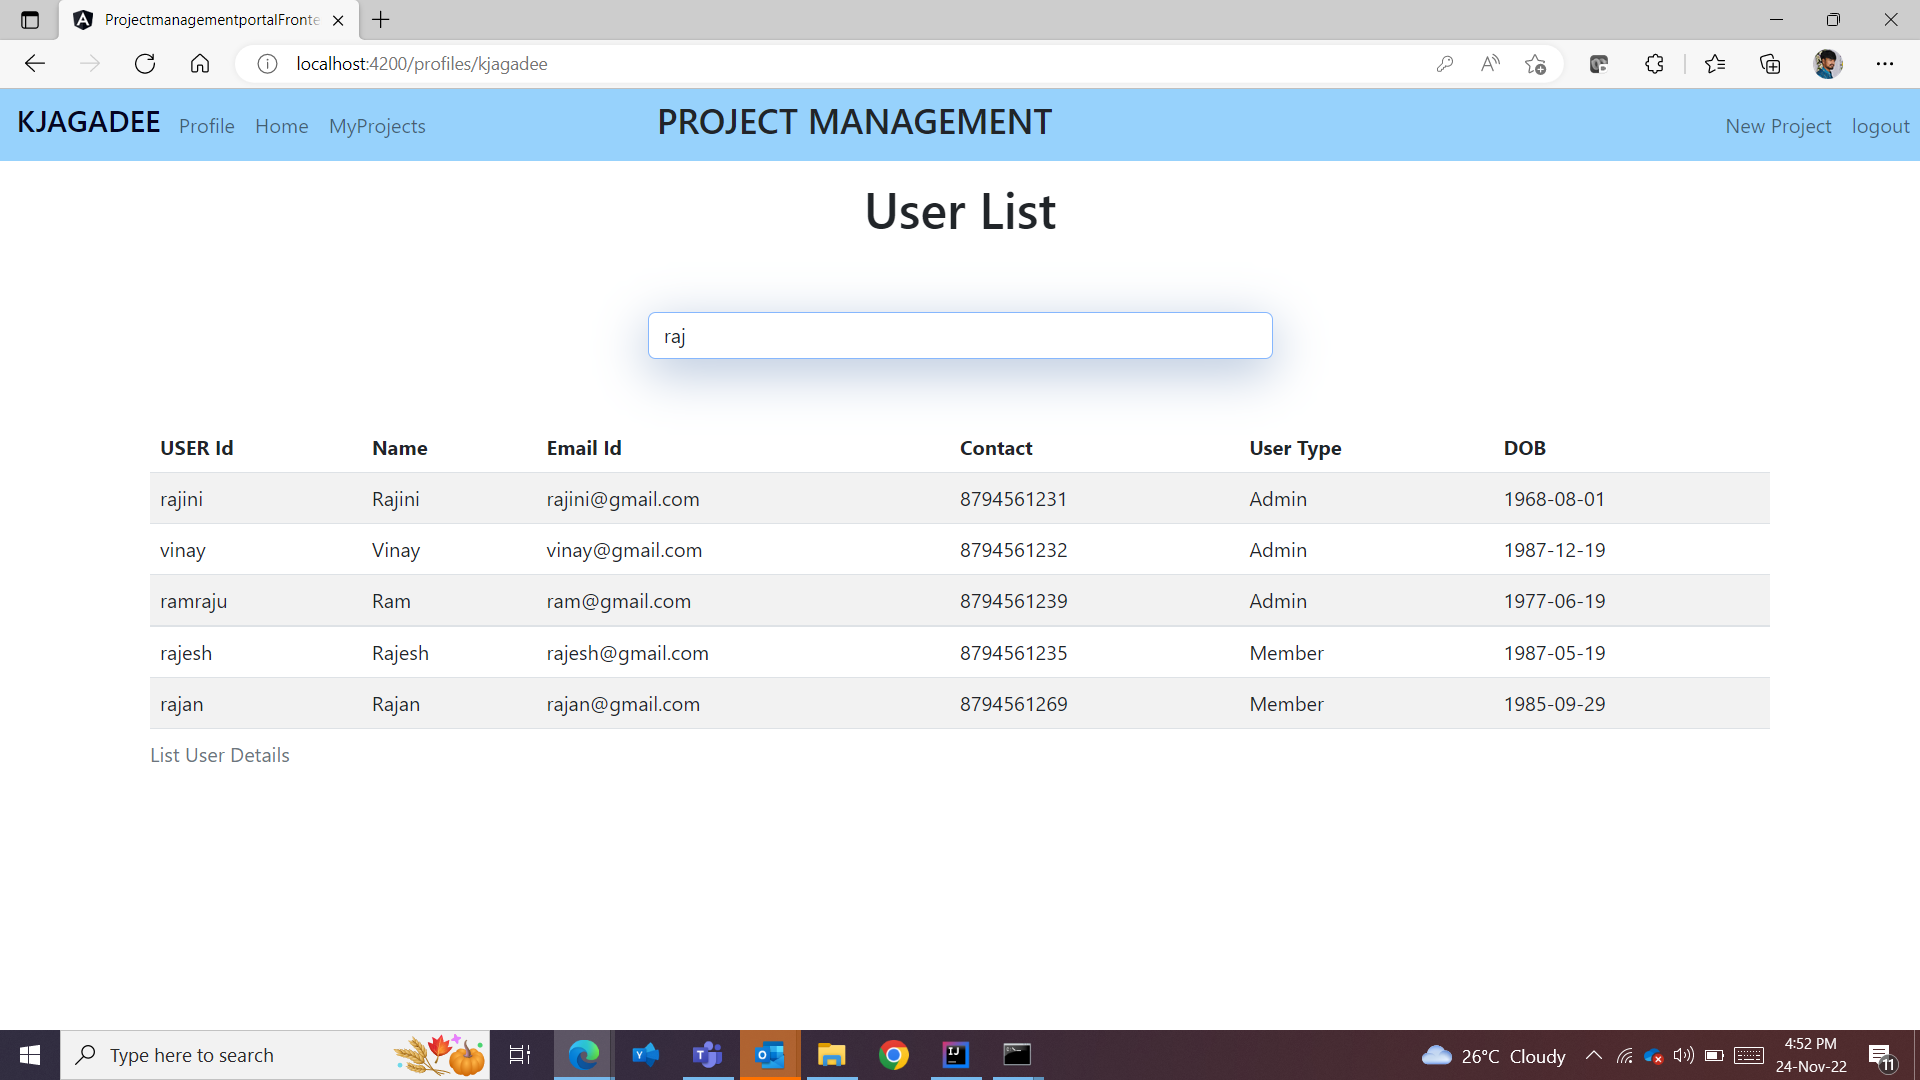 ProjectmanagementportalFronte
localhost:4200/profiles/kjagadee
KJAGADEE Profile Home MyProjects PROJECT MANAGEMENT New Project logout
User List
raj
USER Id Name Email Id Contact User Type DOB
rajini Rajini rajini@gmail.com 8794561231 Admin 1968-08-01
vinay Vinay vinay@gmail.com 8794561232 Admin 1987-12-19
ramraju Ram ram@gmail.com 8794561239 Admin 1977-06-19
rajesh Rajesh rajesh@gmail.com 8794561235 Member 1987-05-19
rajan Rajan rajan@gmail.com 8794561269 Member 1985-09-29
List User Details
Type here to search
26°C Cloudy
4:52 PM
24-Nov-22
11